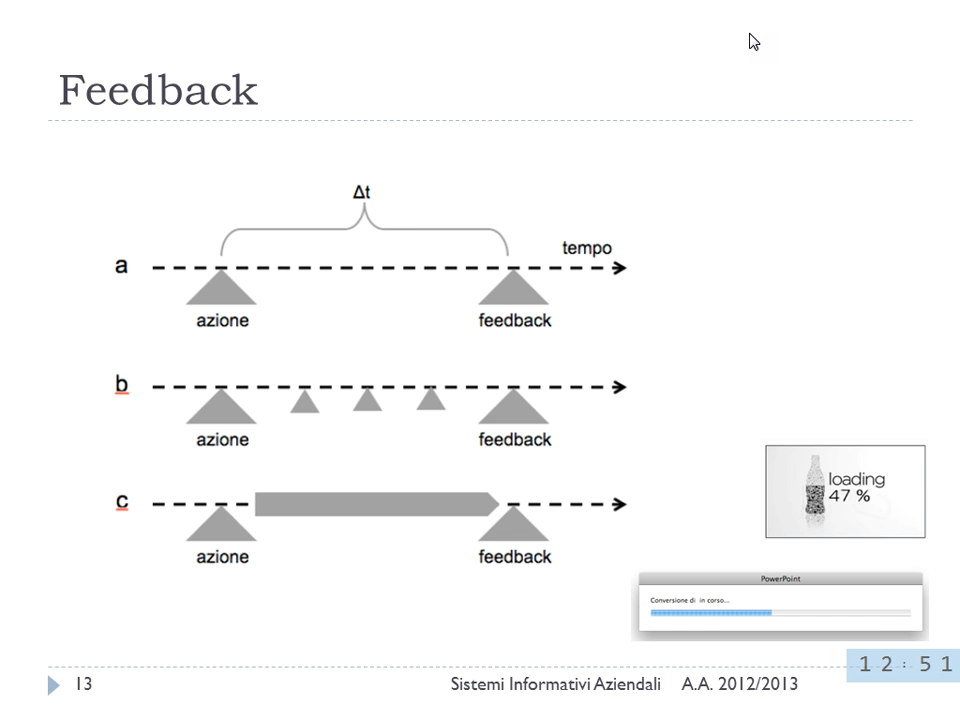 Feedback
Δt
tempo
a
azione
feedback
b
azione
feedback
c
azione
feedback
loading
47 %
PowerPoint
Conversione di in corso...
13
Sistemi Informativi Aziendali
A.A. 2012/2013
12:51